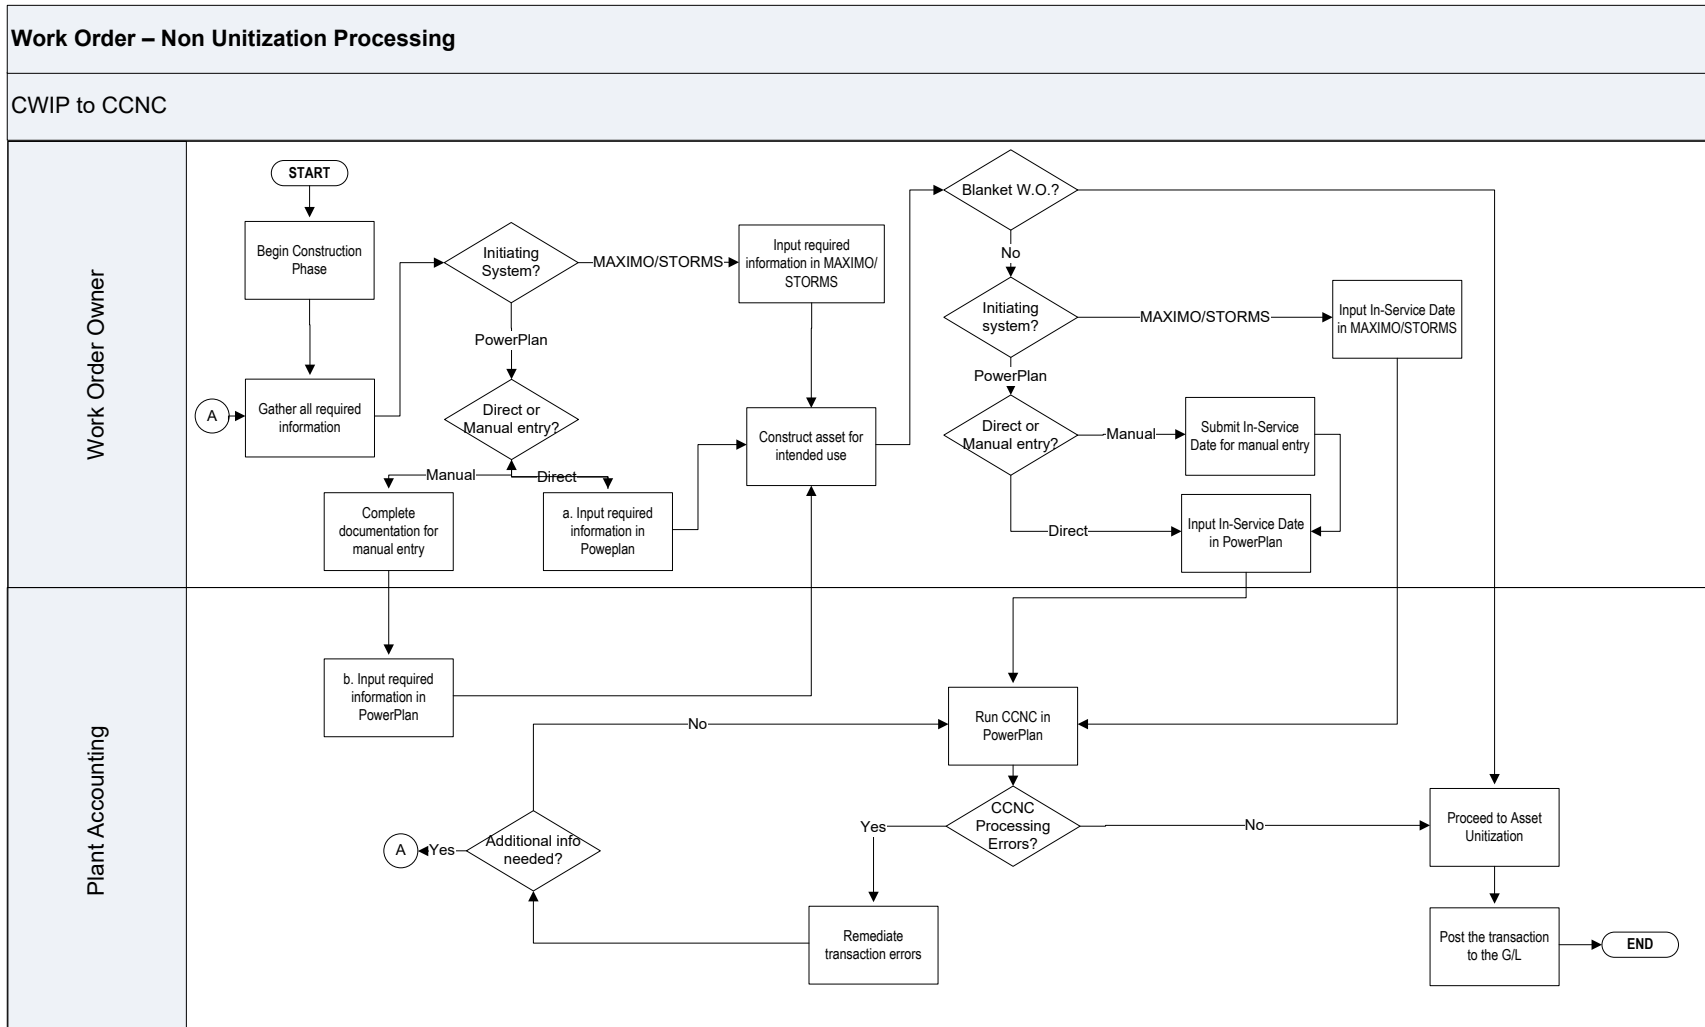 Work Order – Non Unitization Processing
CWIP to CCNC
Work Order Owner
START
Begin Construction
Phase
A
Gather all required
information
Initiating
System?
MAXIMO/STORMS
Input required
information in MAXIMO/
STORMS
PowerPlan
Direct or
Manual entry?
Manual
Direct
Complete
documentation for
manual entry
a. Input required
information in
Poweplan
Construct asset for
intended use
Blanket W.O.?
No
Initiating
system?
MAXIMO/STORMS
Input In-Service Date
in MAXIMO/STORMS
PowerPlan
Direct or
Manual entry?
Manual
Submit In-Service
Date for manual entry
Direct
Input In-Service Date
in PowerPlan
Plant Accounting
b. Input required
information in
PowerPlan
No
Run CCNC in
PowerPlan
CCNC
Processing
Errors?
Yes
No
A
Yes
Additional info
needed?
Remediate
transaction errors
Proceed to Asset
Unitization
Post the transaction
to the G/L
END